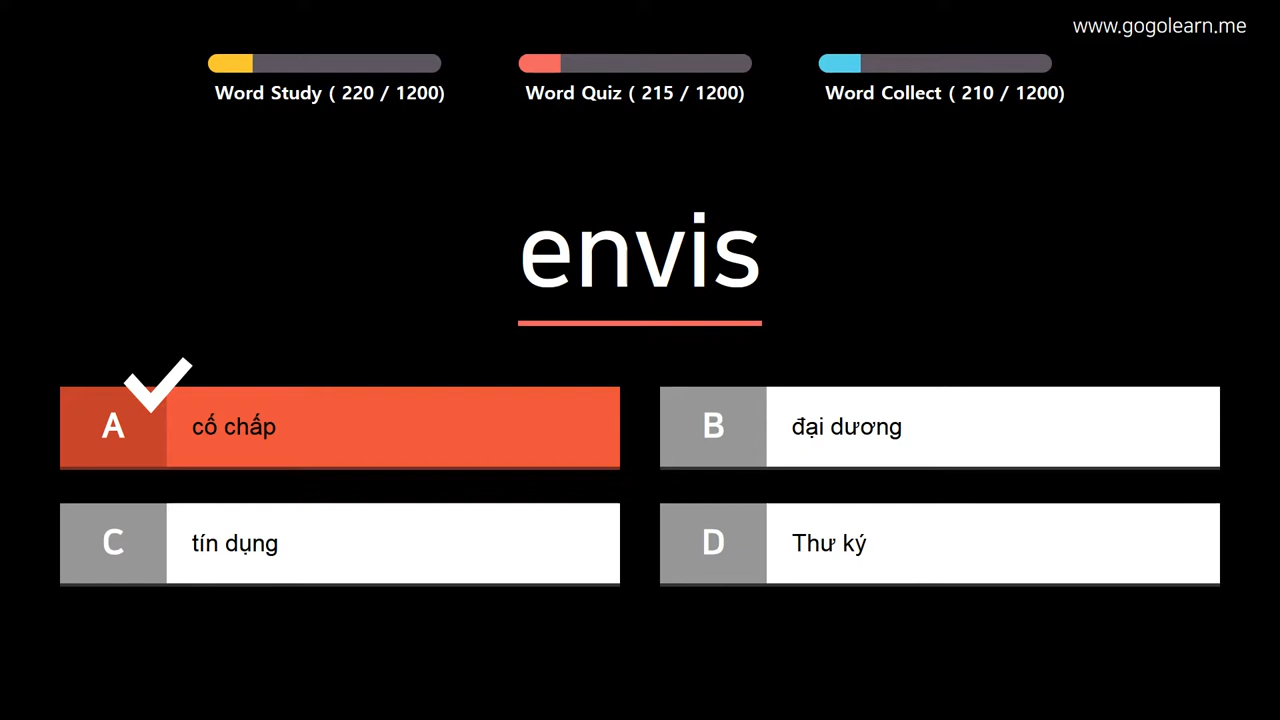 www.gogolearn.me
Word Study ( 220 / 1200)
Word Quiz ( 215 / 1200)
Word Collect ( 210 / 1200)
envis
A cố chấp
B đại dương
C tín dụng
D Thư ký